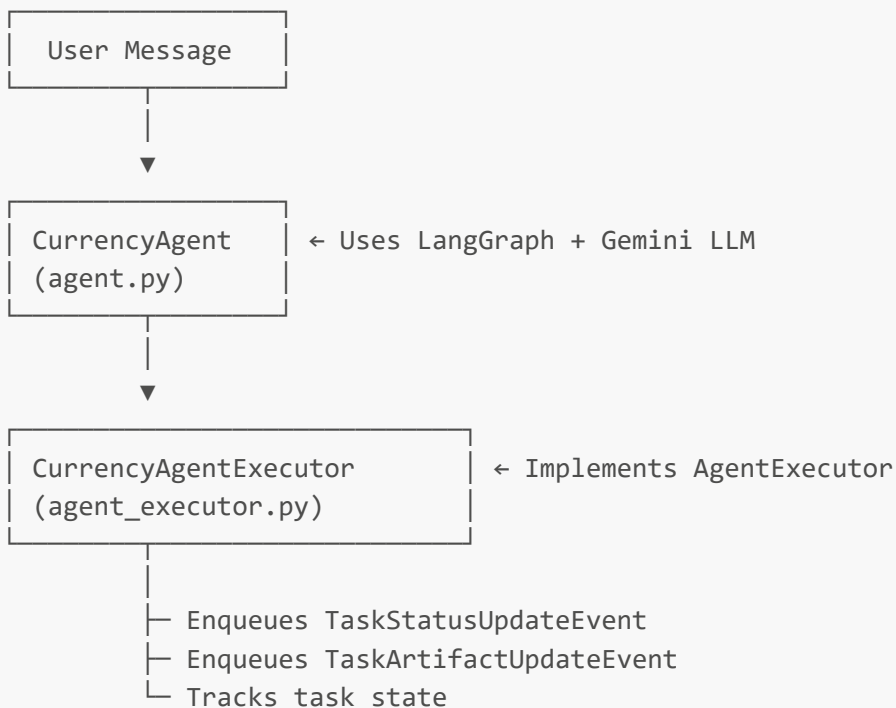 User Message
CurrencyAgent ← Uses LangGraph + Gemini LLM
(agent.py)
CurrencyAgentExecutor ← Implements AgentExecutor
(agent_executor.py)
Enqueues TaskStatusUpdateEvent
Enqueues TaskArtifactUpdateEvent
Tracks task state